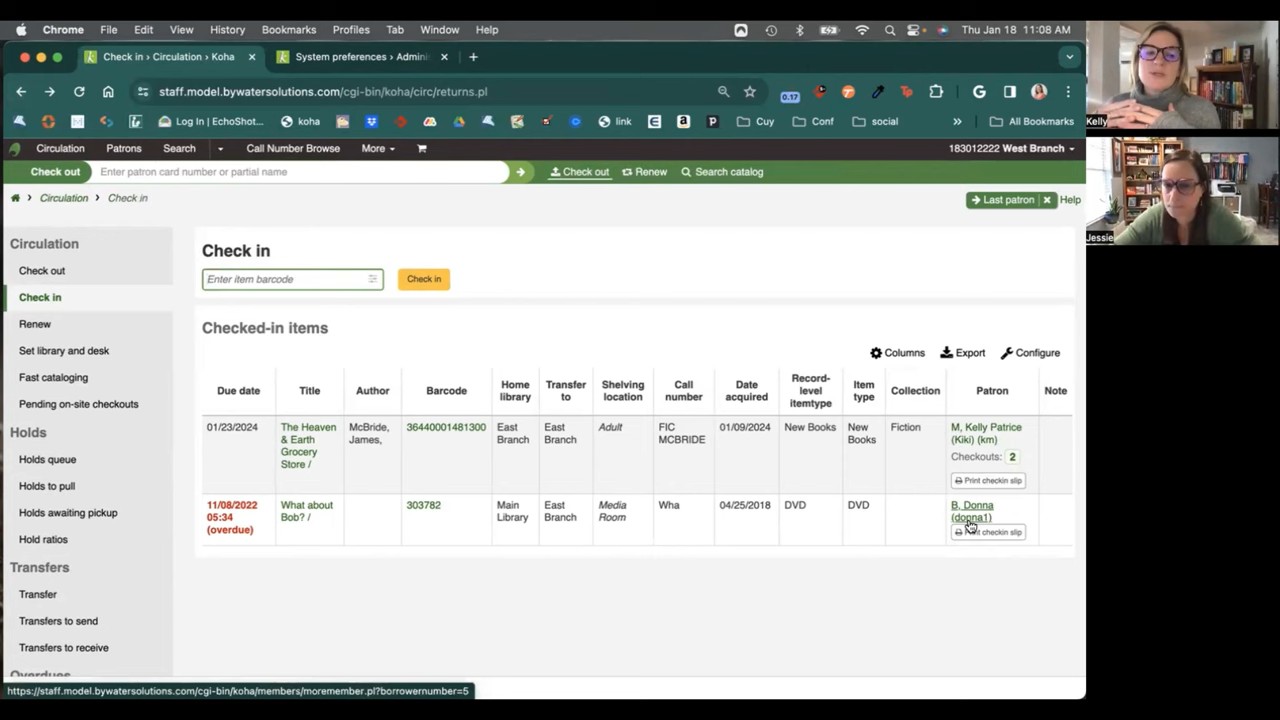 Chrome File Edit View History Bookmarks Profiles Tab Window Help Thu Jan 18 11:08 AM
Check in › Circulation › Koha × System preferences › Admini × +
staff.model.bywatersolutions.com/cgi-bin/koha/circ/returns.pl 0.17
Log In | EchoShot... koha link Cuy Conf social » All Bookmarks
Kelly
Circulation Patrons Search Call Number Browse More 183012222 West Branch
Check out Enter patron card number or partial name Check out Renew Search catalog
Circulation Check in Last patron × Help
Jessie
Circulation
Check out
Check in
Renew
Set library and desk
Fast cataloging
Pending on-site checkouts
Holds
Holds queue
Holds to pull
Holds awaiting pickup
Hold ratios
Transfers
Transfer
Transfers to send
Transfers to receive
Overdues
Check in
Enter item barcode Check in
Checked-in items
Columns Export Configure
Due date Title Author Barcode Home library Transfer to Shelving location Call number Date acquired Record-level itemtype Item type Collection Patron Note
01/23/2024 The Heaven & Earth Grocery Store / McBride, James, 36440001481300 East Branch East Branch Adult FIC MCBRIDE 01/09/2024 New Books New Books Fiction M, Kelly Patrice (Kiki) (km)
Checkouts: 2
Print checkin slip
11/08/2022 05:34 (overdue) What about Bob? / 303782 Main Library East Branch Media Room Wha 04/25/2018 DVD DVD B, Donna (donna1)
Print checkin slip
https://staff.model.bywatersolutions.com/cgi-bin/koha/members/moremember.pl?borrowernumber=5